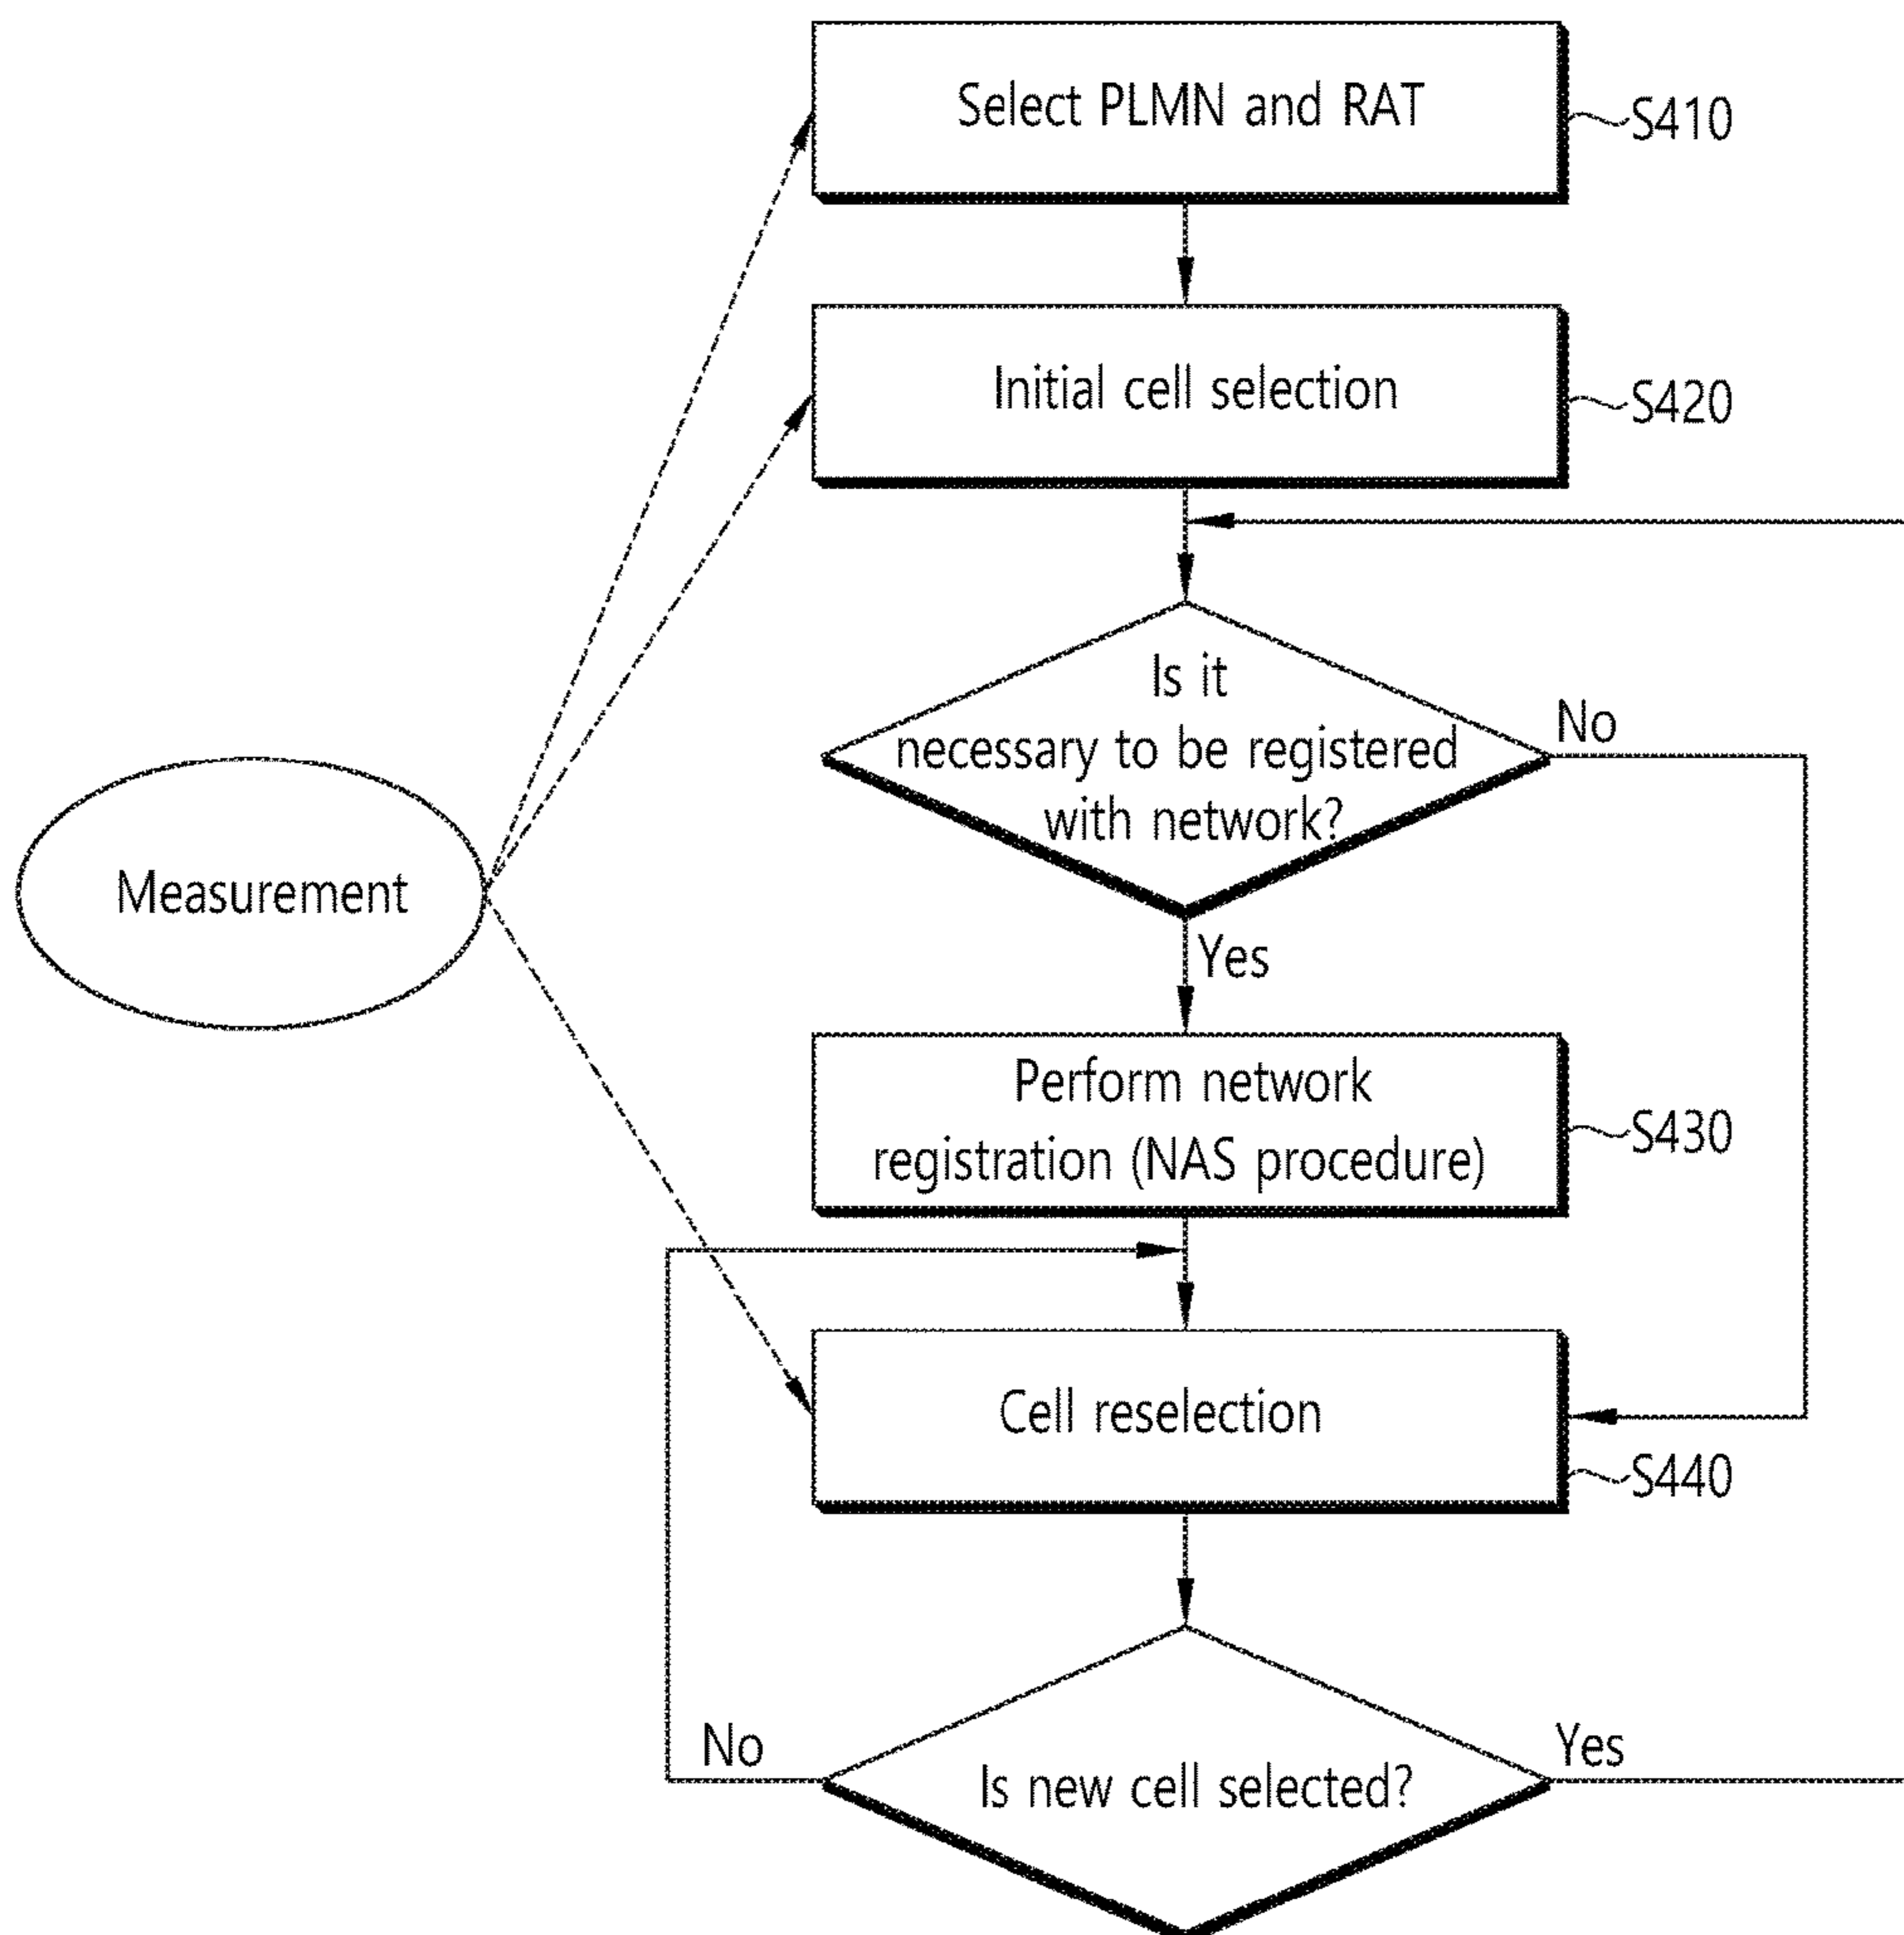 Select PLMN and RAT
S410
Initial cell selection
S420
Is it
necessary to be registered
with network?
No
Yes
Measurement
Perform network
registration (NAS procedure)
S430
Cell reselection
S440
No
Is new cell selected?
Yes